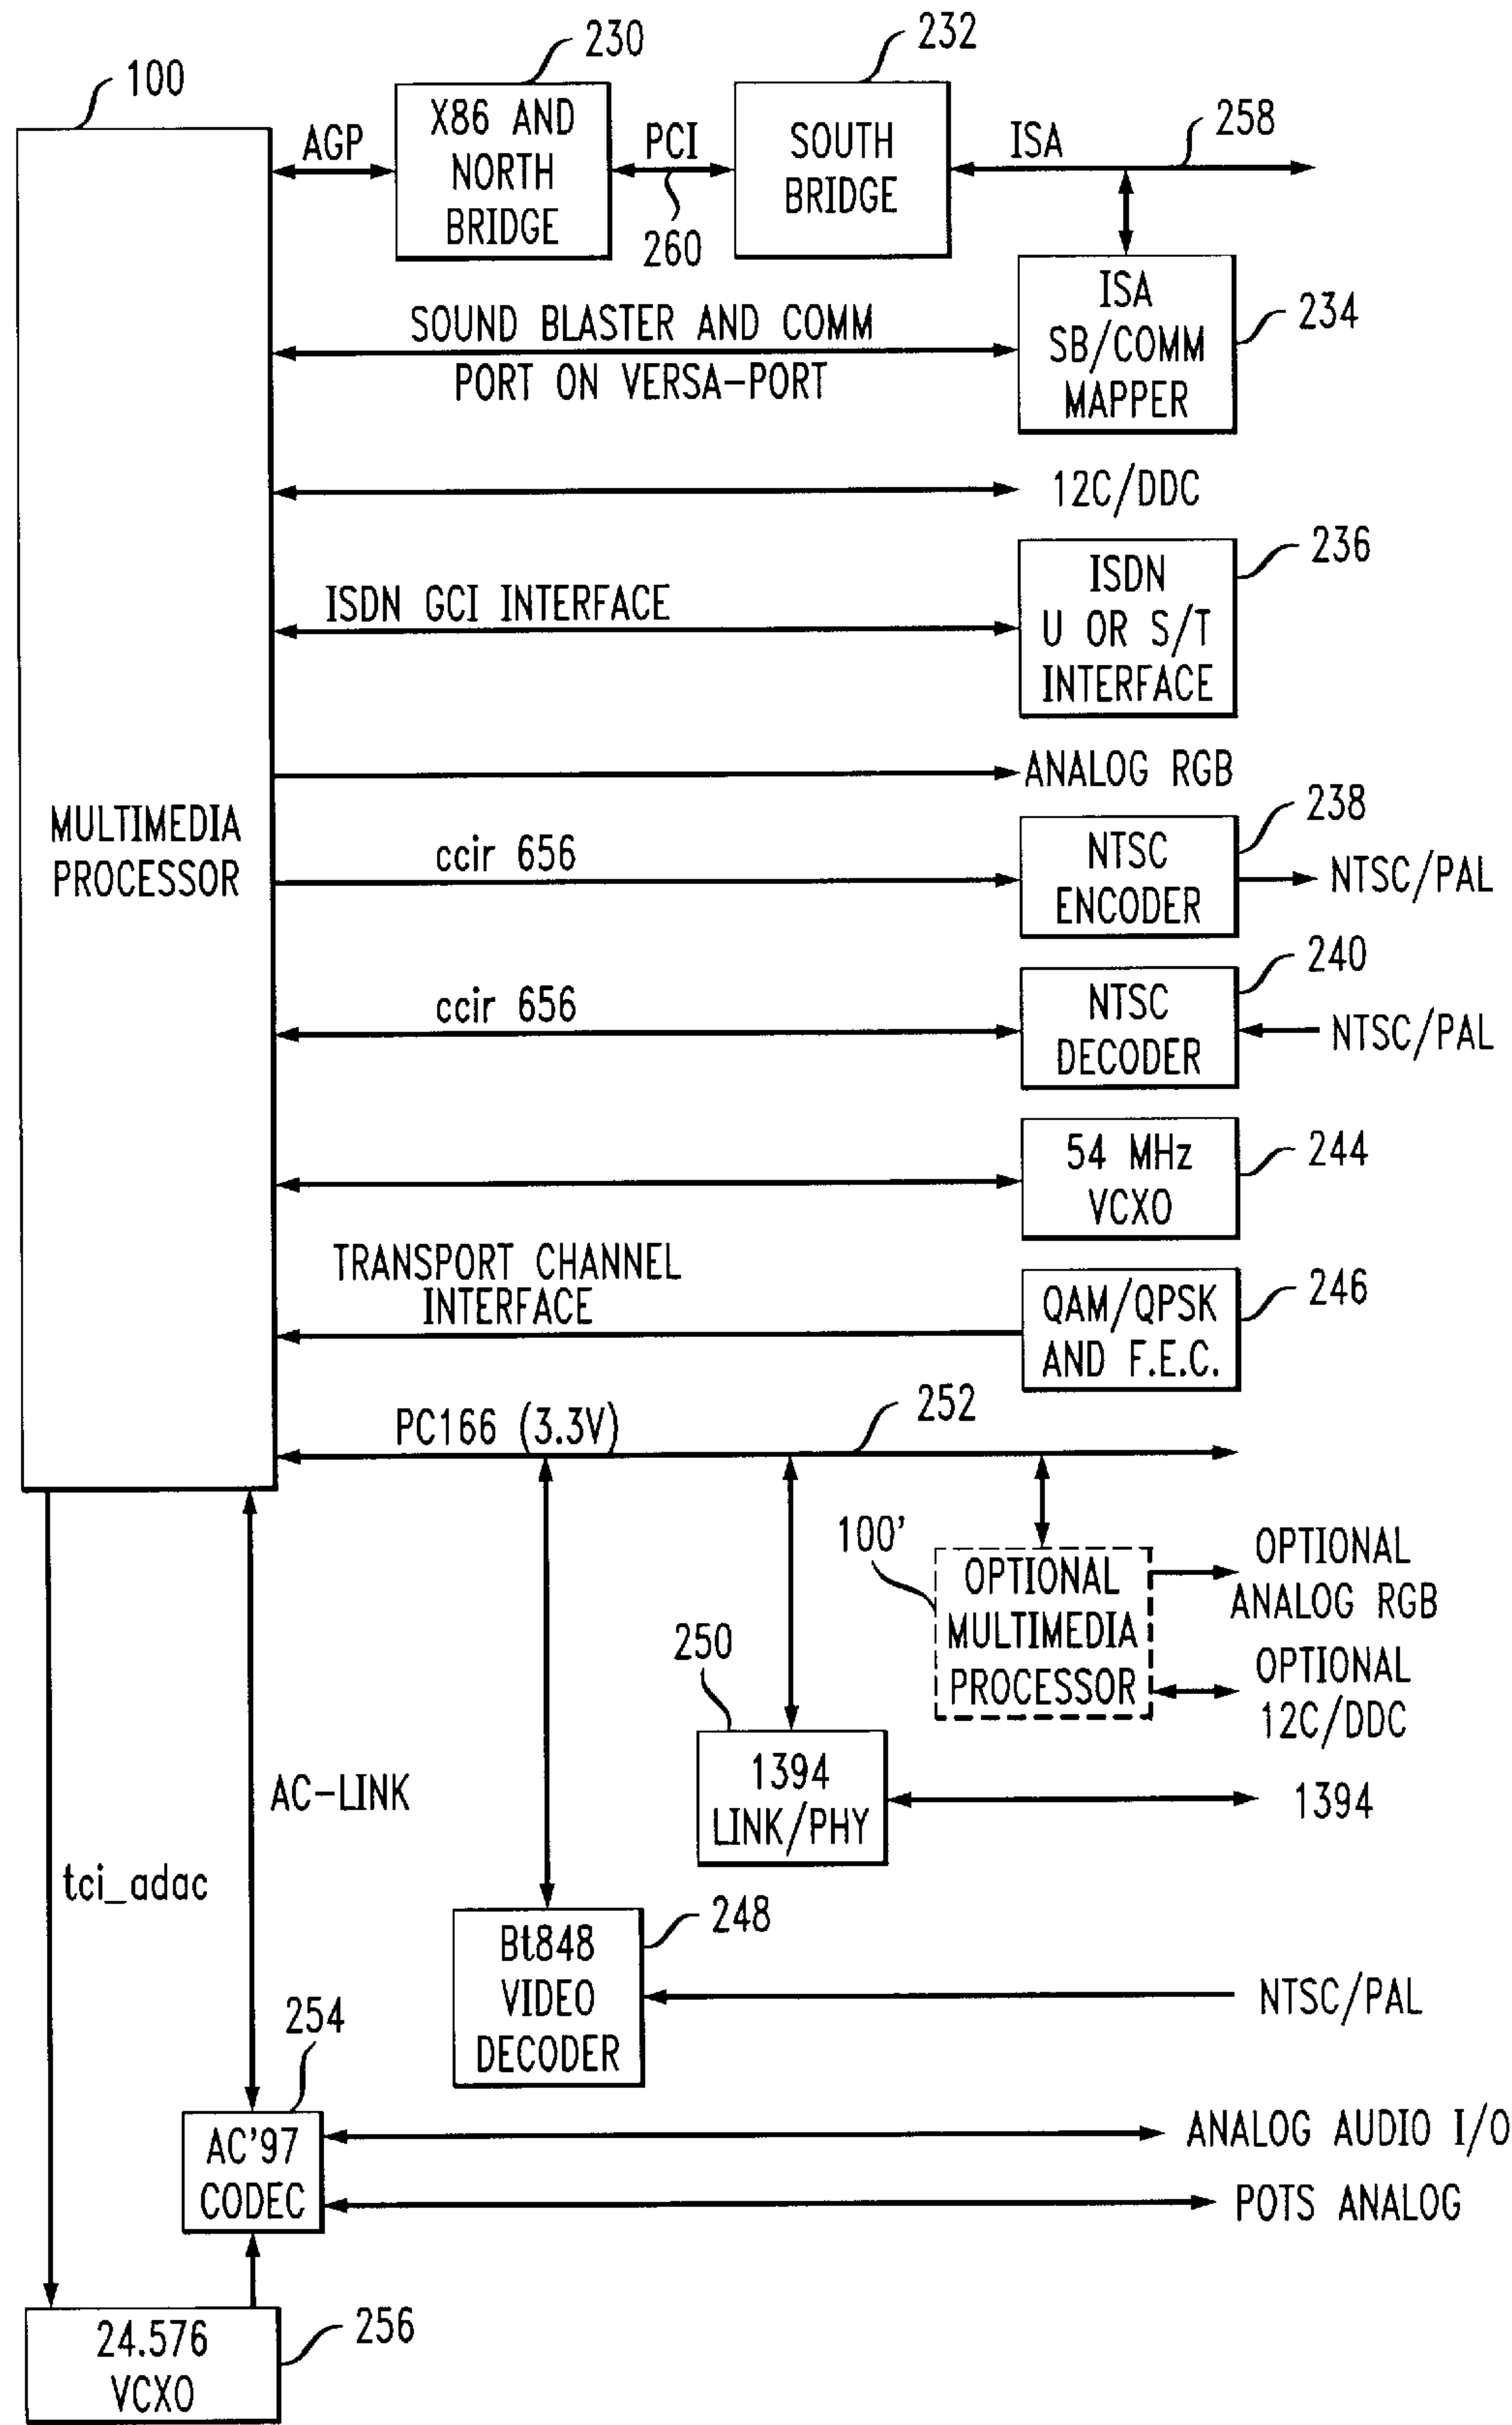 100
230
232
AGP
X86 AND
NORTH
BRIDGE
PCI
260
SOUTH
BRIDGE
ISA
258
ISA
SB/COMM
MAPPER
234
SOUND BLASTER AND COMM
PORT ON VERSA-PORT
12C/DDC
ISDN GCI INTERFACE
ISDN
U OR S/T
INTERFACE
236
ANALOG RGB
MULTIMEDIA
PROCESSOR
ccir 656
NTSC
ENCODER
238
NTSC/PAL
ccir 656
NTSC
DECODER
240
NTSC/PAL
54 MHz
VCXO
244
TRANSPORT CHANNEL
INTERFACE
QAM/QPSK
AND F.E.C.
246
PC166 (3.3V)
252
100'
OPTIONAL
MULTIMEDIA
PROCESSOR
OPTIONAL
ANALOG RGB
OPTIONAL
12C/DDC
250
1394
LINK/PHY
1394
AC-LINK
tci_adac
Bt848
VIDEO
DECODER
248
NTSC/PAL
254
AC'97
CODEC
ANALOG AUDIO I/O
POTS ANALOG
24.576
VCXO
256